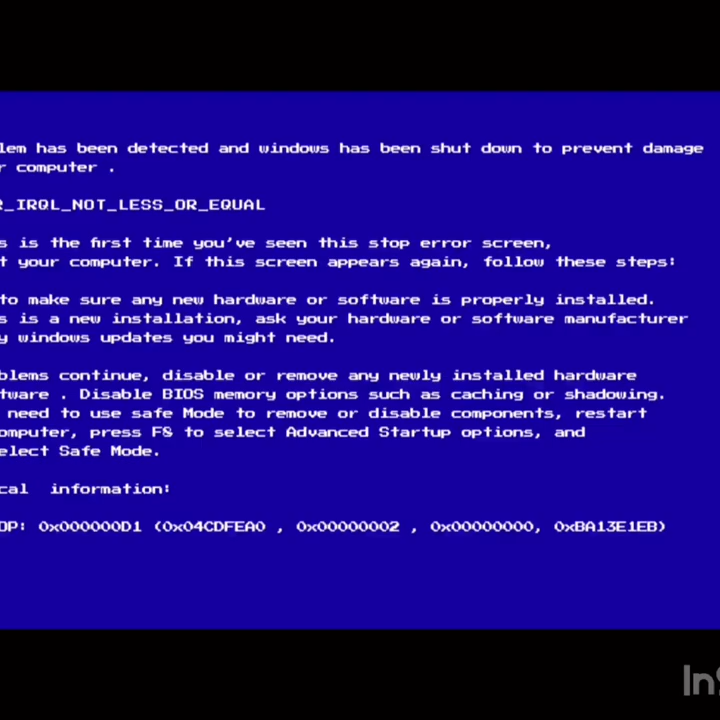 lem has been detected and windows has been shut down to prevent damage
r computer .
R_IRQL_NOT_LESS_OR_EQUAL
s is the first time you've seen this stop error screen,
t your computer. If this screen appears again, follow these steps:
to make sure any new hardware or software is properly installed.
s is a new installation, ask your hardware or software manufacturer
y windows updates you might need.
blems continue, disable or remove any newly installed hardware
tware . Disable BIOS memory options such as caching or shadowing.
need to use safe Mode to remove or disable components, restart
omputer, press F& to select Advanced Startup options, and
elect Safe Mode.
cal information:
OP: 0x000000D1 (0x04CDFEA0 , 0x00000002 , 0x00000000, 0xBA13E1EB)